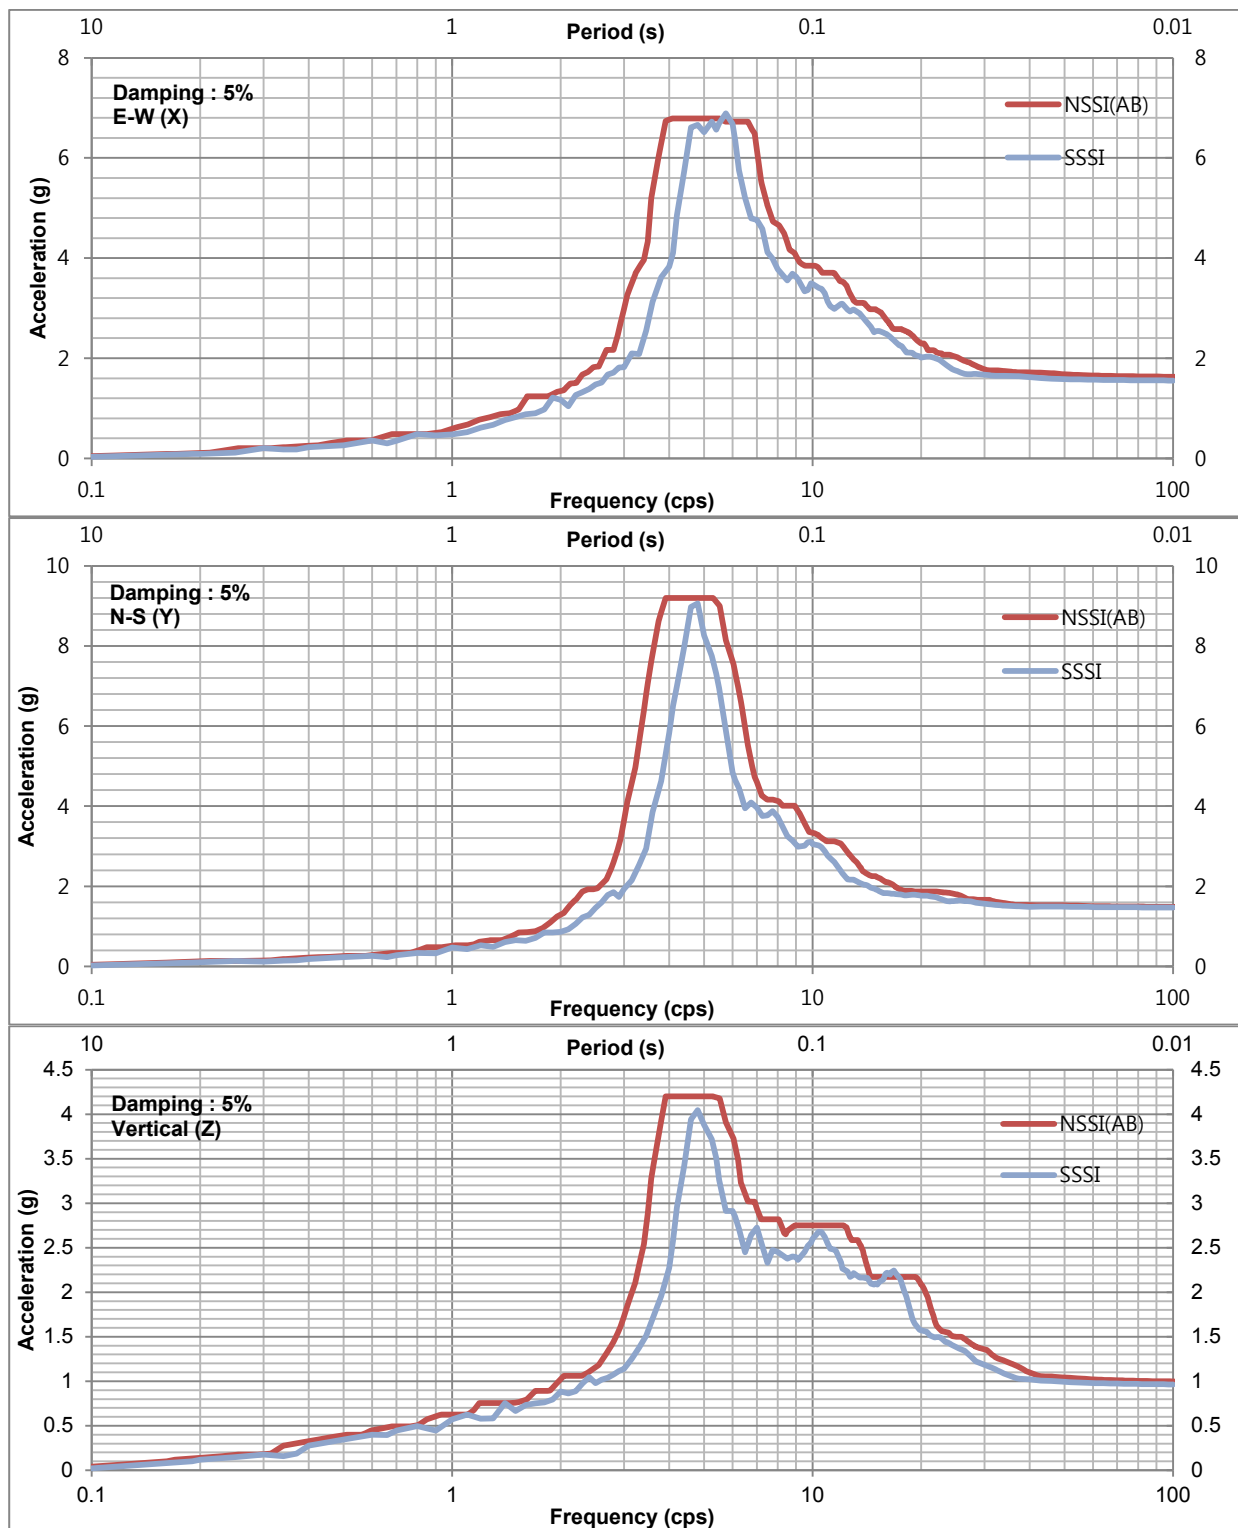 10 1 Period (s) 0.1 0.01
8 8
Damping : 5%
E-W (X)
NSSI(AB)
6 6
SSSI
Acceleration (g)
4 4
2 2
0 0
0.1 1 10 100
Frequency (cps)
10 1 Period (s) 0.1 0.01
10 10
Damping : 5%
N-S (Y)
NSSI(AB)
8 8
SSSI
Acceleration (g)
6 6
4 4
2 2
0 0
0.1 1 10 100
Frequency (cps)
10 1 Period (s) 0.1 0.01
4.5 4.5
Damping : 5%
4 4
Vertical (Z)
NSSI(AB)
3.5 3.5
SSSI
3 3
Acceleration (g)
2.5 2.5
2 2
1.5 1.5
1 1
0.5 0.5
0 0
0.1 1 10 100
Frequency (cps)